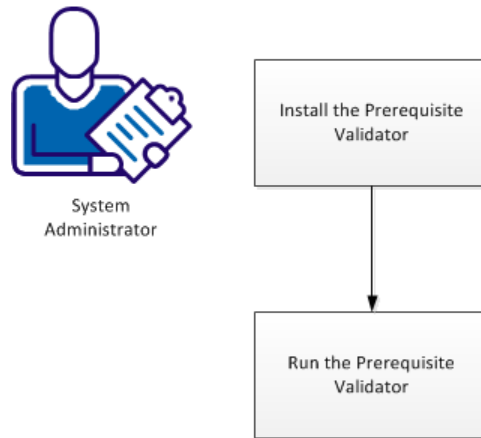 System
Administrator
Install the Prerequisite
Validator
Run the Prerequisite
Validator